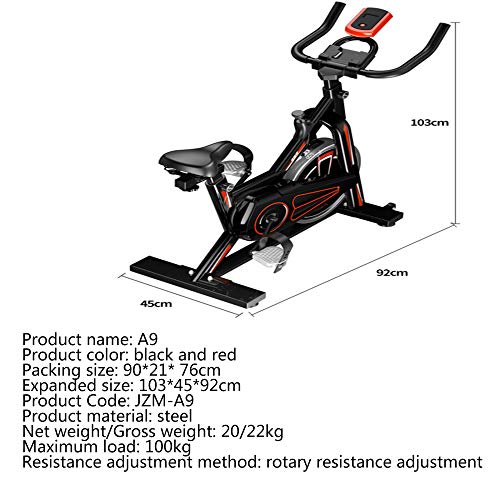 103cm
92cm
45cm
Product name: A9
Product color: black and red
Packing size: 90*21* 76cm
Expanded size: 103*45*92cm
Product Code: JZM-A9
Product material: steel
Net weight/Gross weight: 20/22kg
Maximum load: 100kg
Resistance adjustment method: rotary resistance adjustment